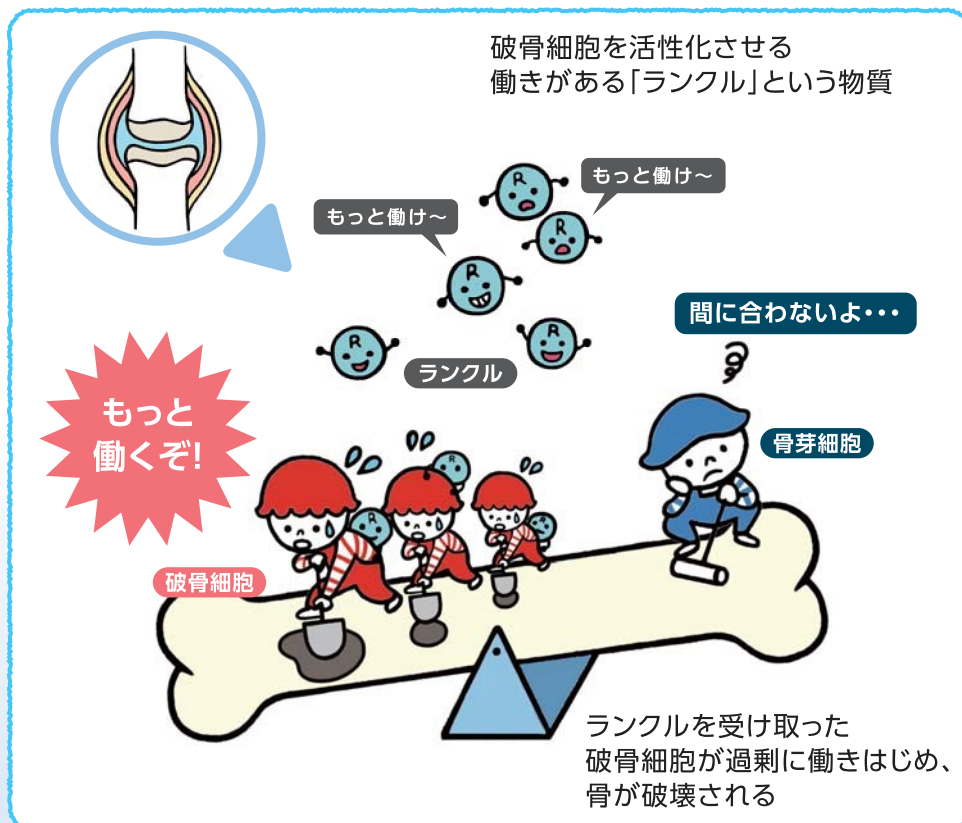 破骨細胞を活性化させる
働きがある「ランクル」という物質
もっと働け〜
もっと働け〜
R
R
R
R
R
ランクル
間に合わないよ・・・
もっと
働くぞ!
骨芽細胞
R
R
破骨細胞
ランクルを受け取った
破骨細胞が過剰に働きはじめ、
骨が破壊される